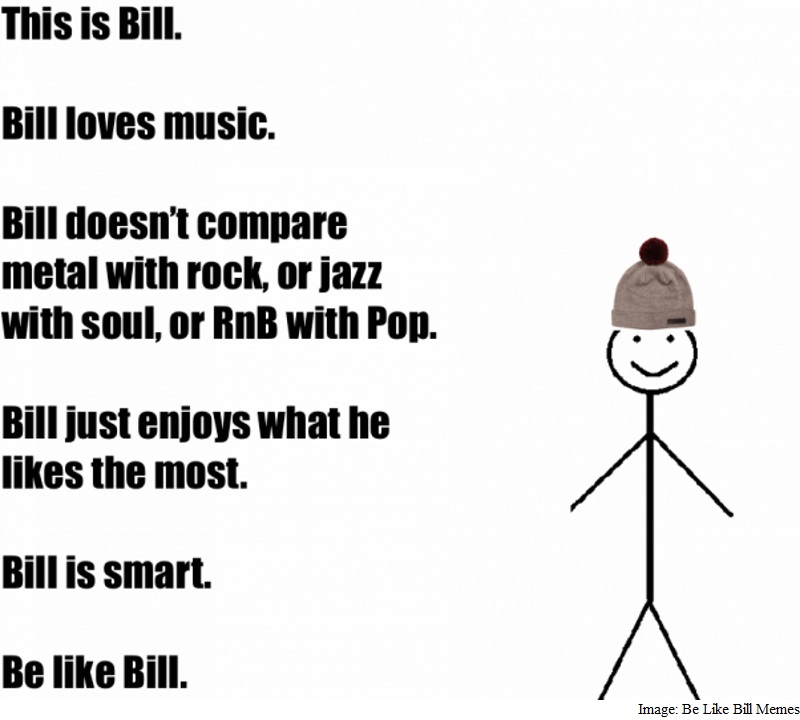 This is Bill.
Bill loves music.
Bill doesn't compare
metal with rock, or jazz
with soul, or RnB with Pop.
Bill just enjoys what he
likes the most.
Bill is smart.
Be like Bill.
Image: Be Like Bill Memes